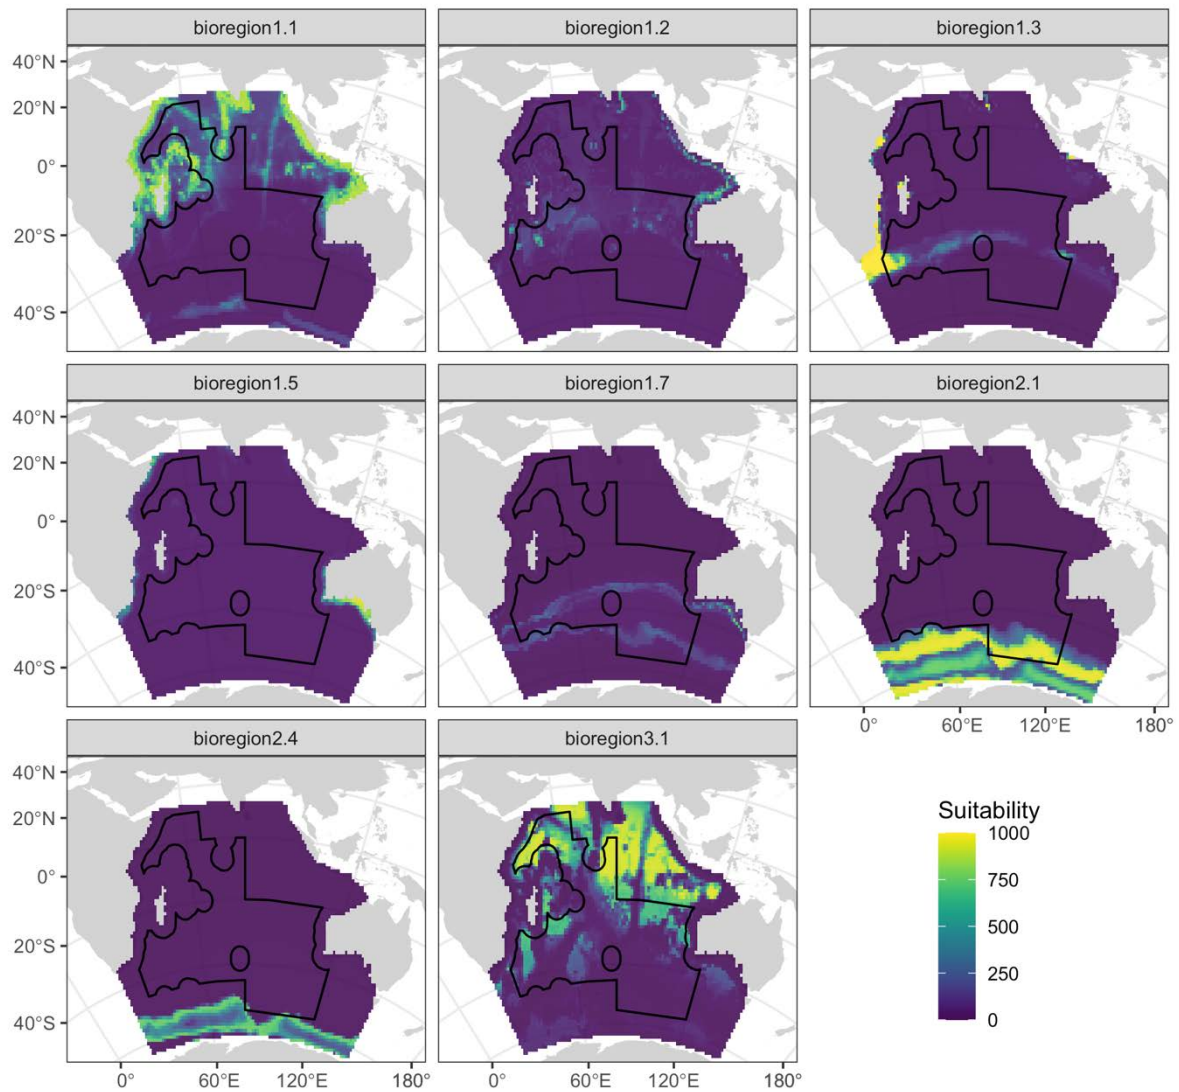 bioregion1.1
bioregion1.2
bioregion1.3
40°N
20°N
0°
20°S
40°S
bioregion1.5
bioregion1.7
bioregion2.1
40°N
20°N
0°
20°S
40°S
0° 60°E 120°E 180°
bioregion2.4
bioregion3.1
40°N
20°N
0°
20°S
40°S
0° 60°E 120°E 180°
0° 60°E 120°E 180°
Suitability
1000
750
500
250
0